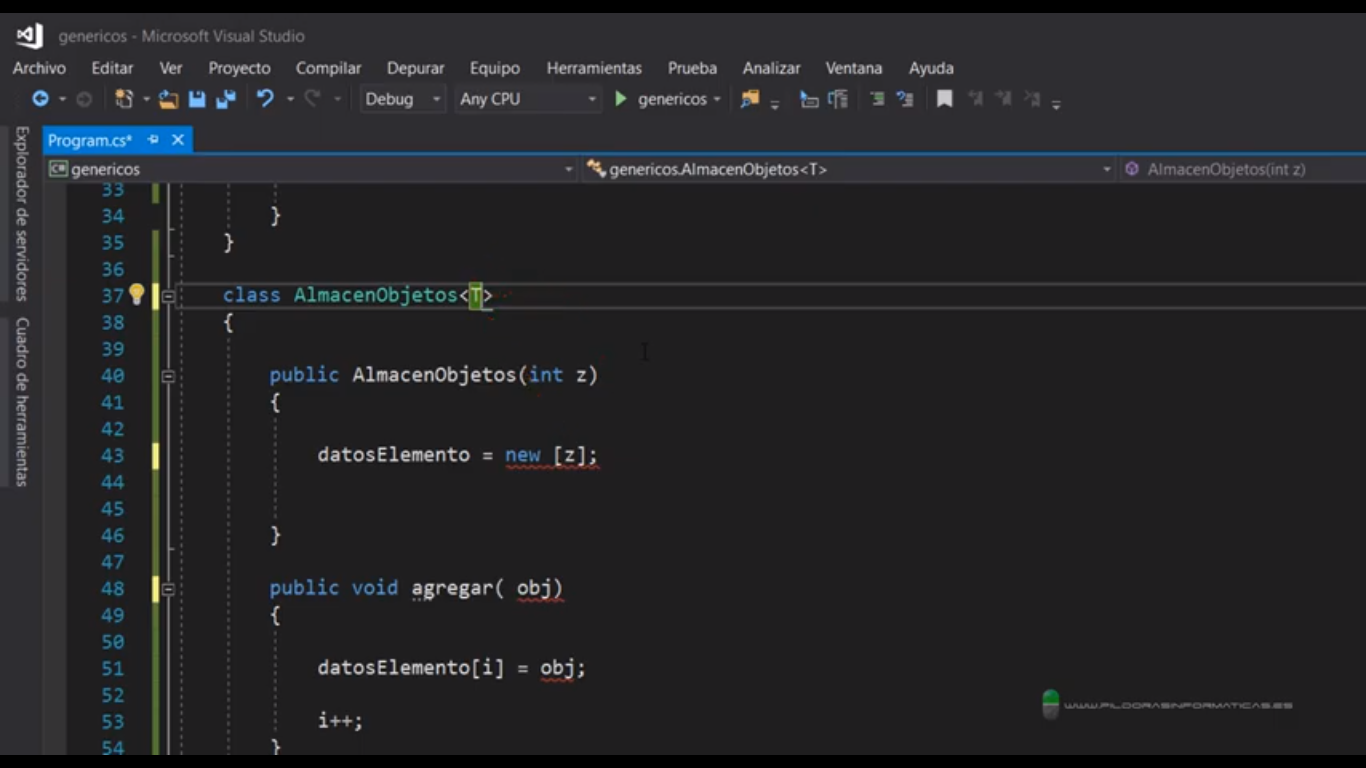 genericos - Microsoft Visual Studio
Archivo Editar Ver Proyecto Compilar Depurar Equipo Herramientas Prueba Analizar Ventana Ayuda
Debug Any CPU genericos
Explorador de servidores
Cuadro de herramientas
Program.cs*
C# genericos genericos.AlmacenObjetos<T> AlmacenObjetos(int z)
33
34 }
35 }
36
37 class AlmacenObjetos<T>
38 {
39
40 public AlmacenObjetos(int z)
41 {
42
43 datosElemento = new [z];
44
45
46 }
47
48 public void agregar( obj)
49 {
50
51 datosElemento[i] = obj;
52
53 i++;
54 }
WWW.PILDORASINFORMATICAS.ES